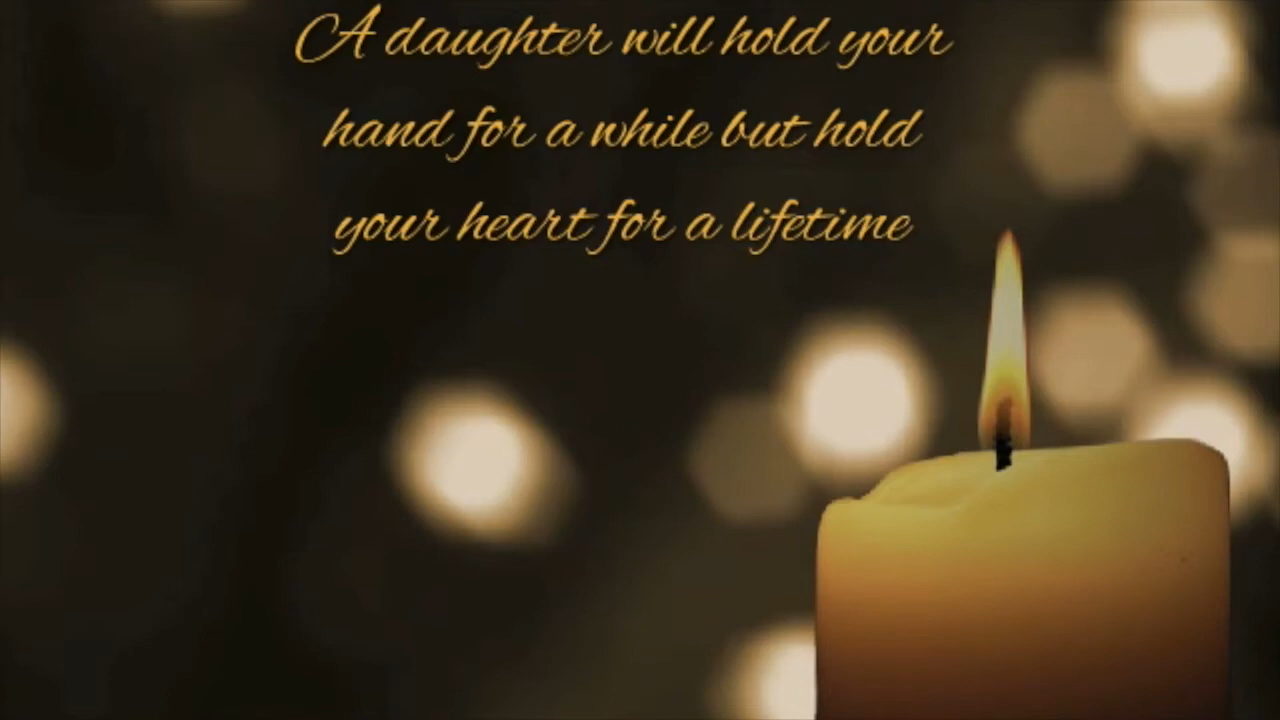 A daughter will hold your
hand for a while but hold
your heart for a lifetime